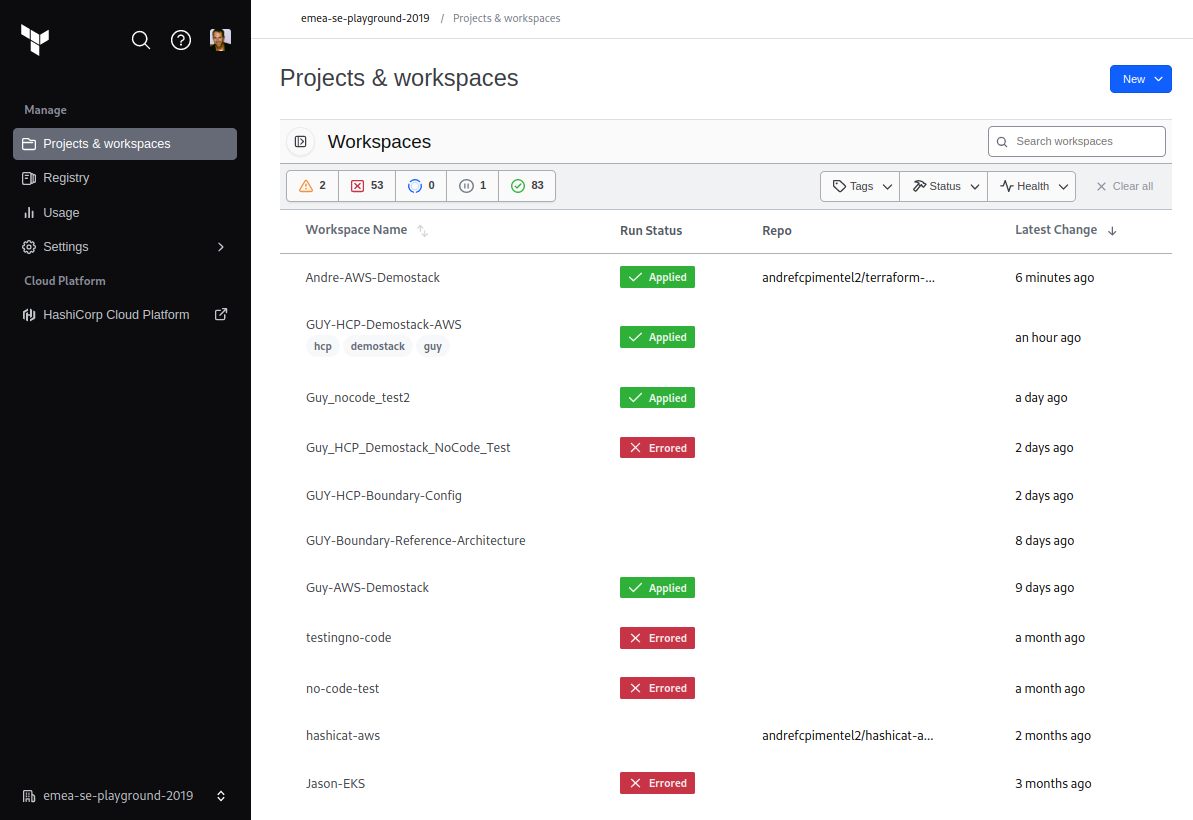 emea-se-playground-2019 / Projects & workspaces
Manage
Projects & workspaces
Registry
Usage
Settings
Cloud Platform
HashiCorp Cloud Platform
emea-se-playground-2019
Projects & workspaces
New
Workspaces
Search workspaces
2 53 0 1 83
Tags Status Health Clear all
Workspace Name Run Status Repo Latest Change
Andre-AWS-Demostack Applied andrefcpimentel2/terraform-... 6 minutes ago
GUY-HCP-Demostack-AWS
hcp demostack guy
Applied an hour ago
Guy_nocode_test2 Applied a day ago
Guy_HCP_Demostack_NoCode_Test Errored 2 days ago
GUY-HCP-Boundary-Config 2 days ago
GUY-Boundary-Reference-Architecture 8 days ago
Guy-AWS-Demostack Applied 9 days ago
testingno-code Errored a month ago
no-code-test Errored a month ago
hashicat-aws andrefcpimentel2/hashicat-a... 2 months ago
Jason-EKS Errored 3 months ago